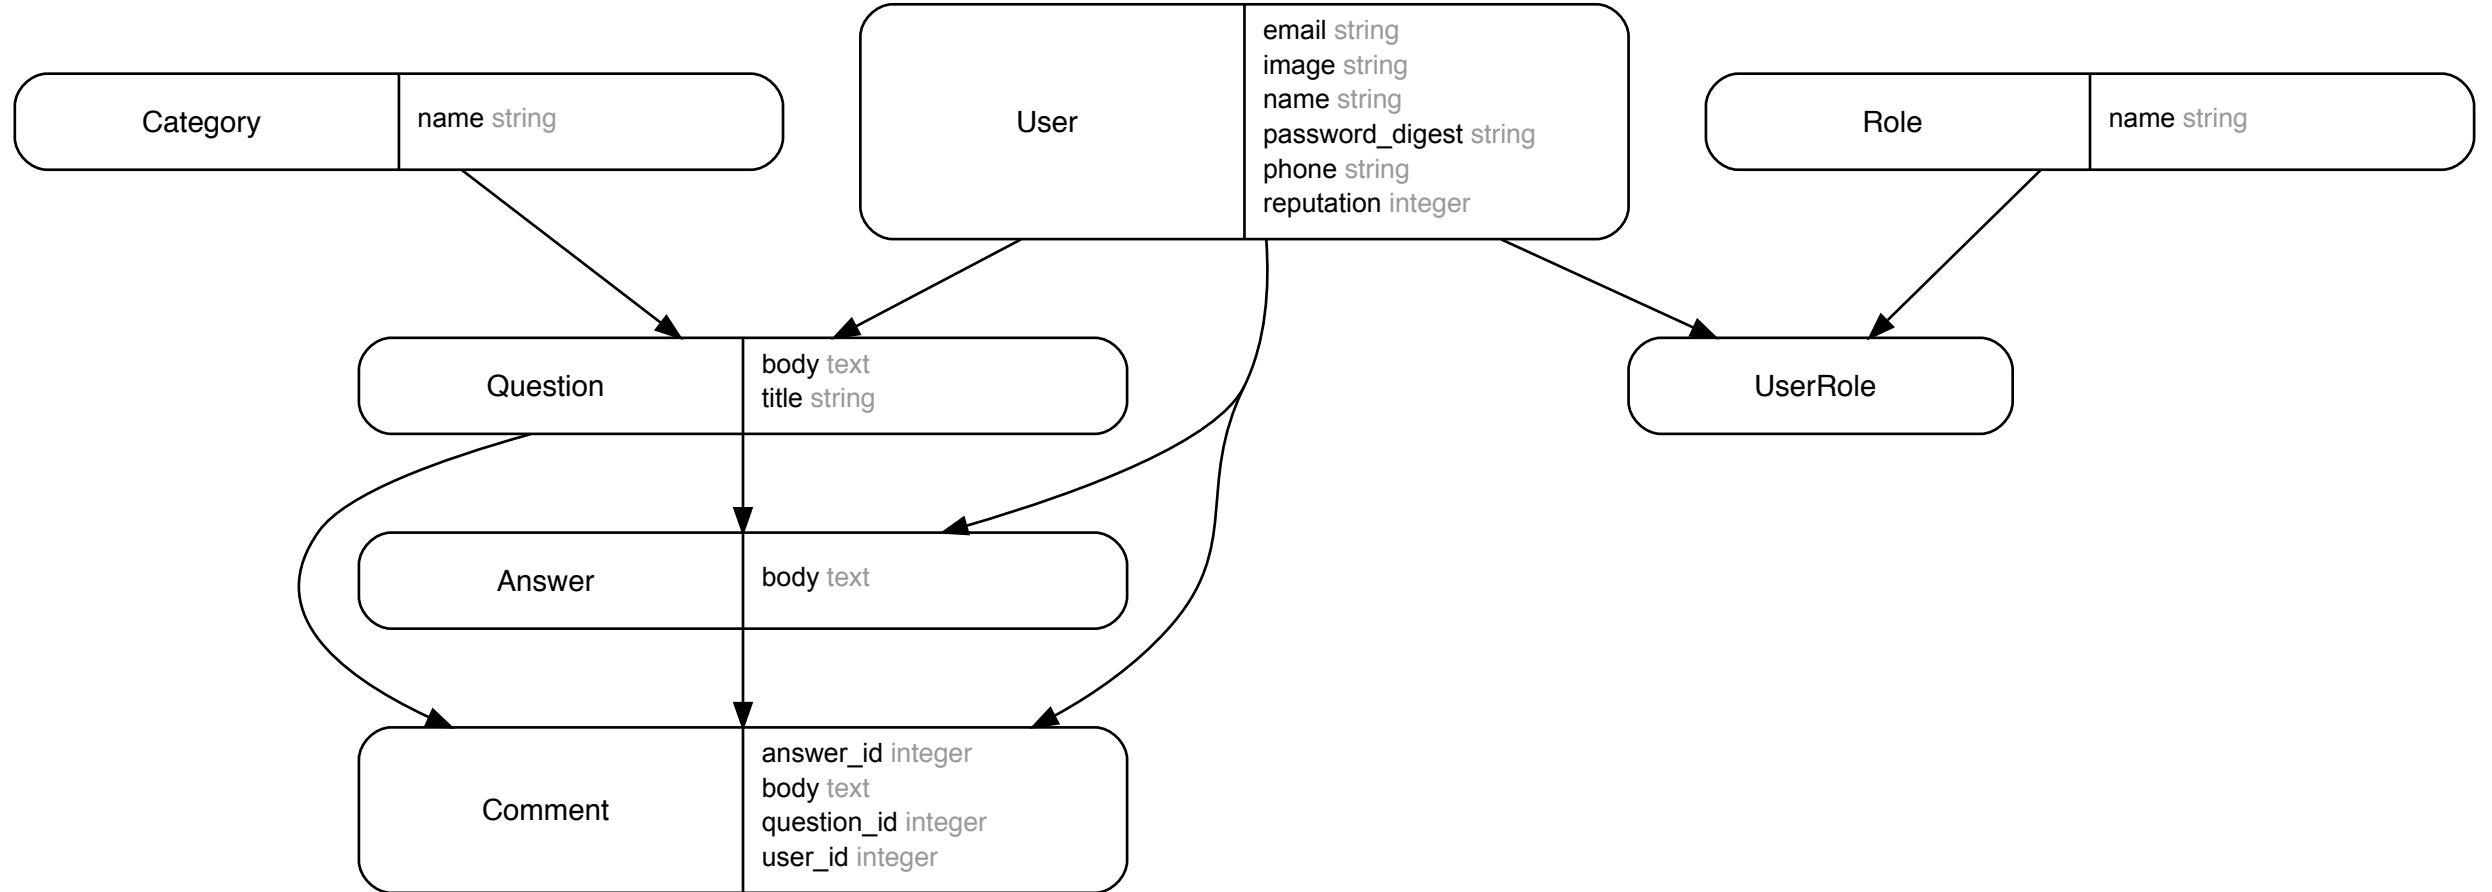 Category
name string
User
email string
image string
name string
password_digest string
phone string
reputation integer
Role
name string
Question
body text
title string
UserRole
Answer
body text
Comment
answer_id integer
body text
question_id integer
user_id integer